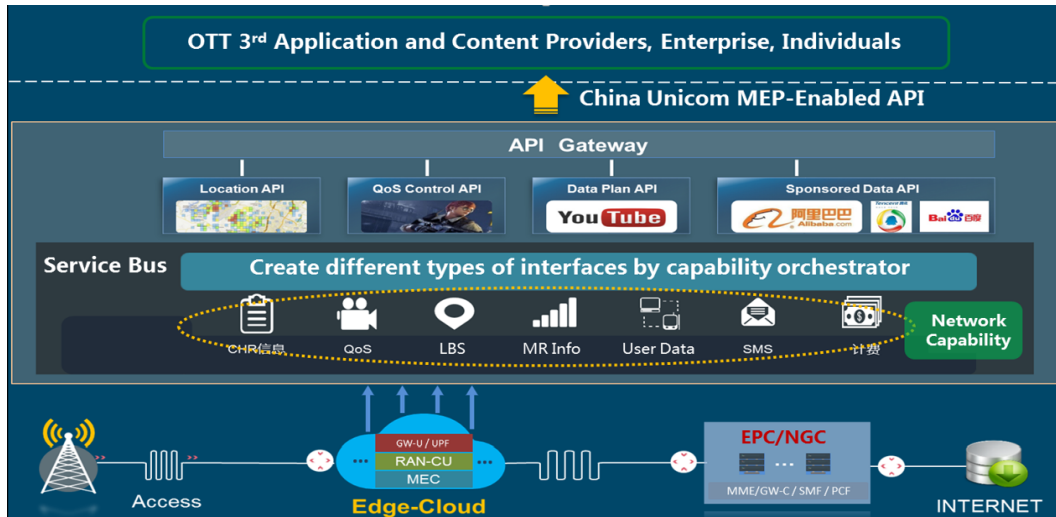 OTT 3rd Application and Content Providers, Enterprise, Individuals
China Unicom MEP-Enabled API
API Gateway
Location API
QoS Control API
Data Plan API
Sponsored Data API
YouTube
阿里巴巴
Alibaba.com
Tencent 腾讯
Bai 百度
Service Bus
Create different types of interfaces by capability orchestrator
CHR信息
QoS
LBS
MR Info
User Data
SMS
计费
Network
Capability
GW-U / UPF
RAN-CU
MEC
Access
Edge-Cloud
EPC/NGC
MME/GW-C / SMF / PCF
INTERNET